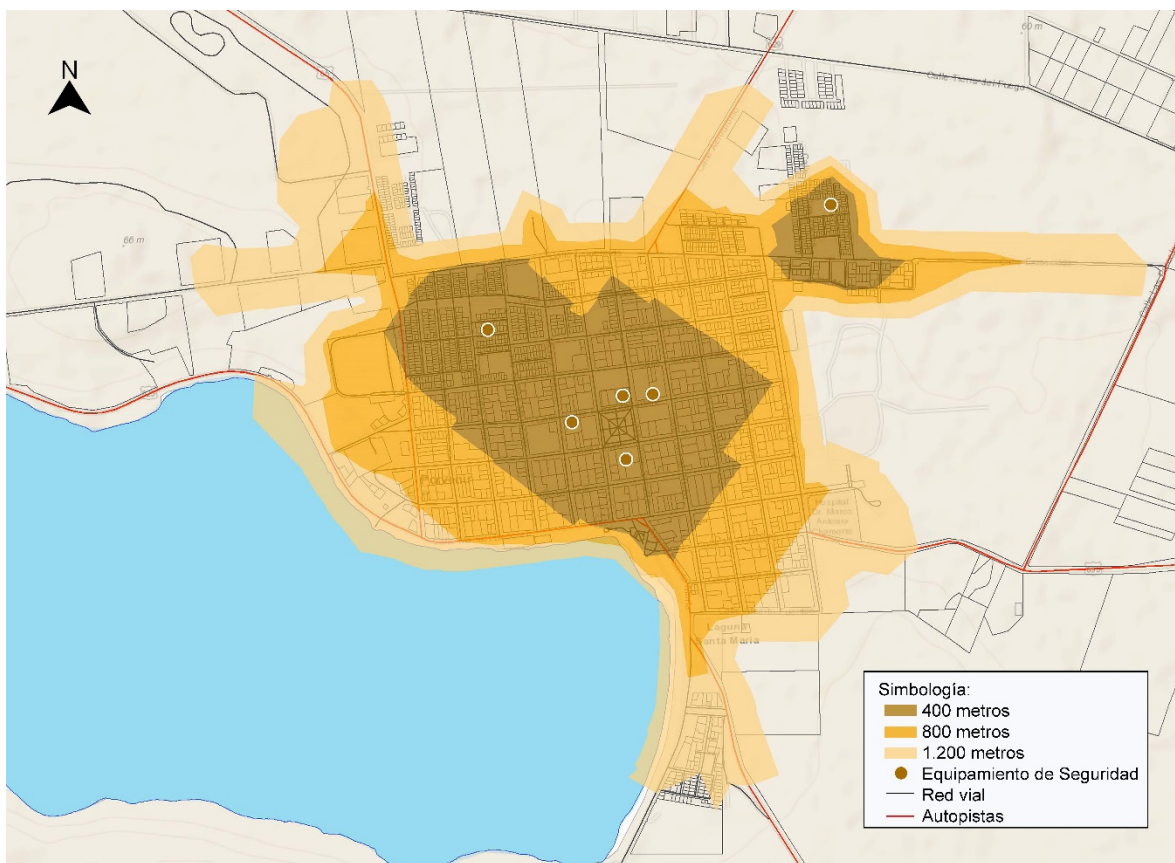 N
60 m
Calle Tierra del Fuego
66 m
Porvenir
Hospital
Dr. Marco
Antonio
Chamorro
Laguna
Santa María
Simbología:
400 metros
800 metros
1.200 metros
Equipamiento de Seguridad
Red vial
Autopistas